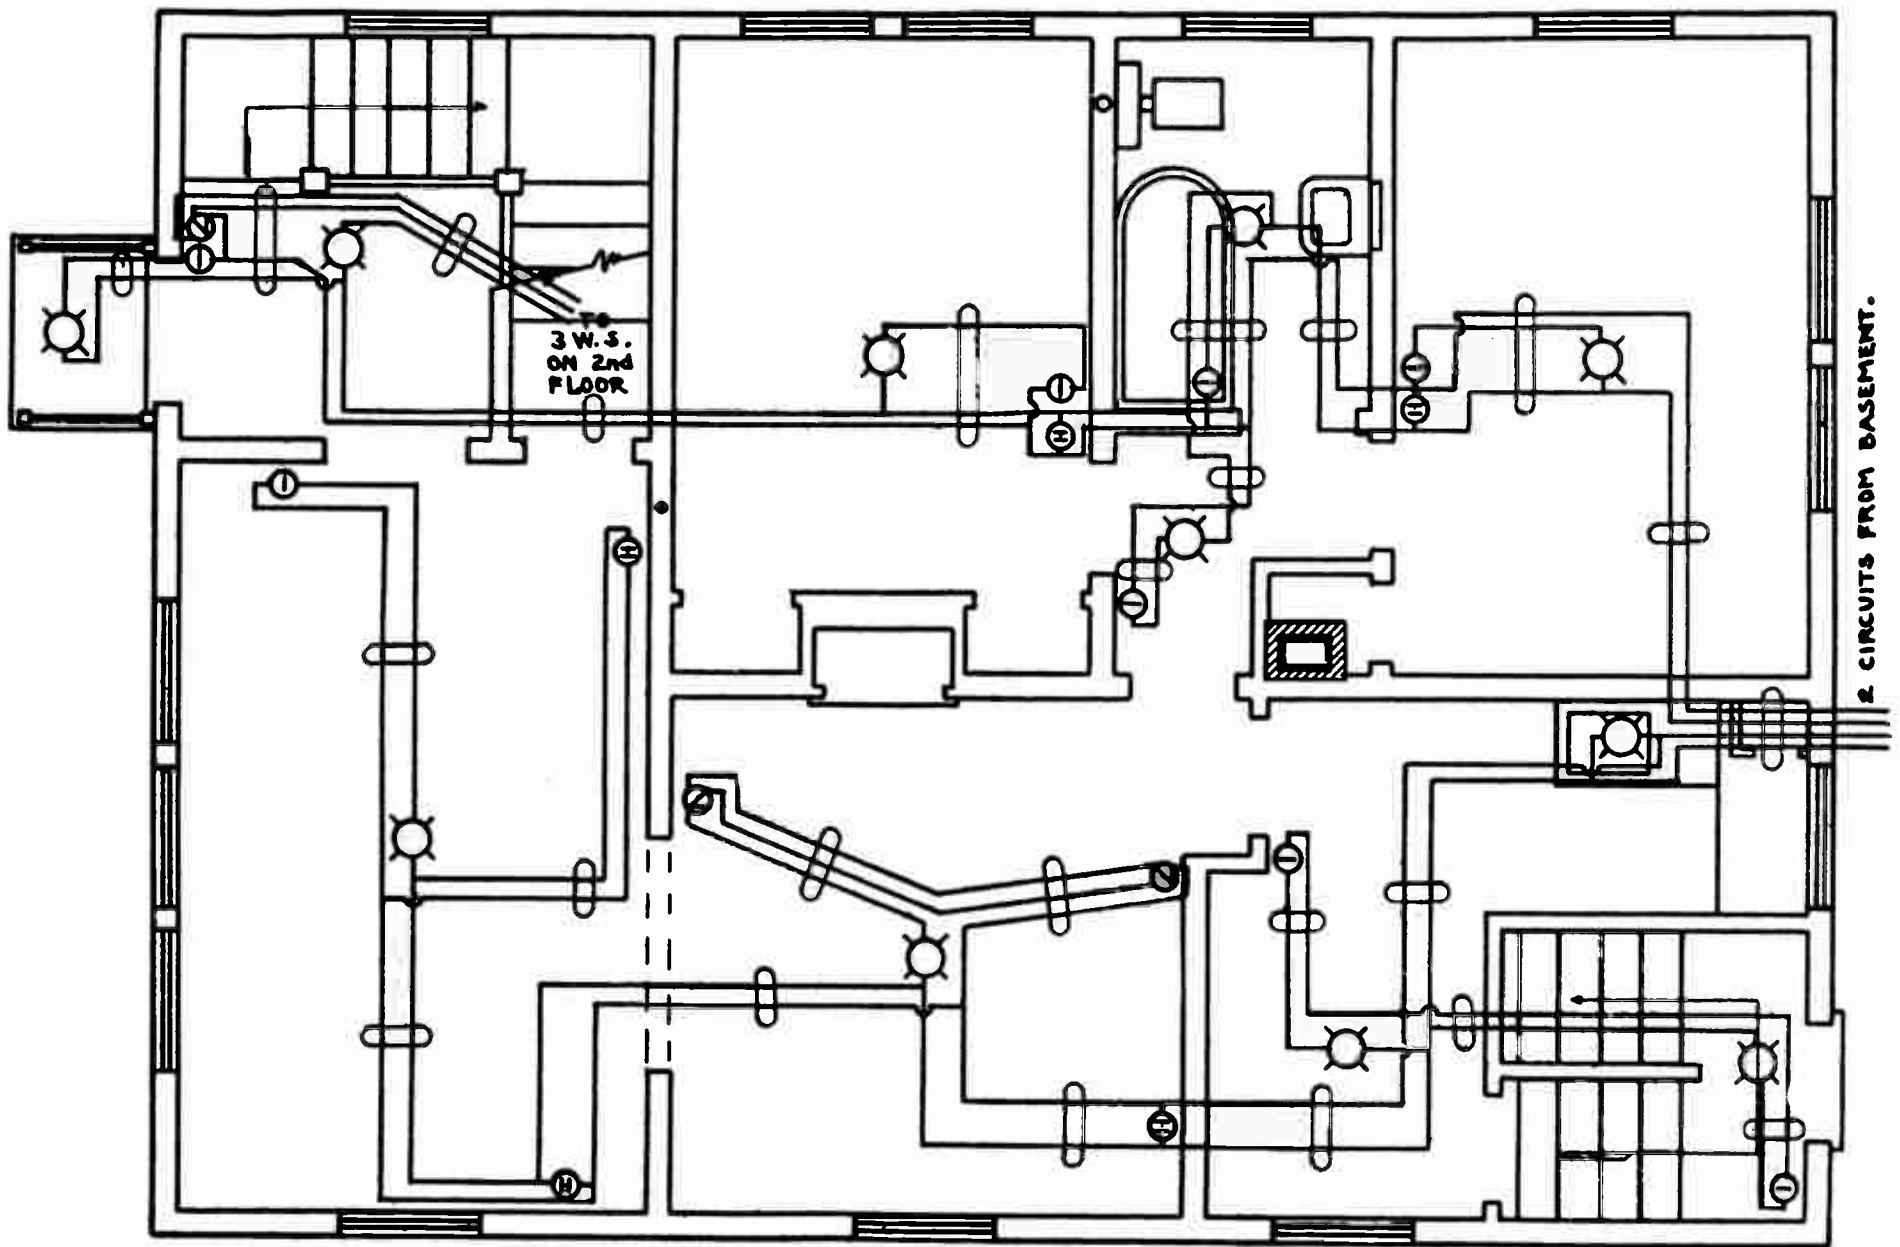 TO
3 W.S.
ON 2nd
FLOOR
2 CIRCUITS FROM BASEMENT.